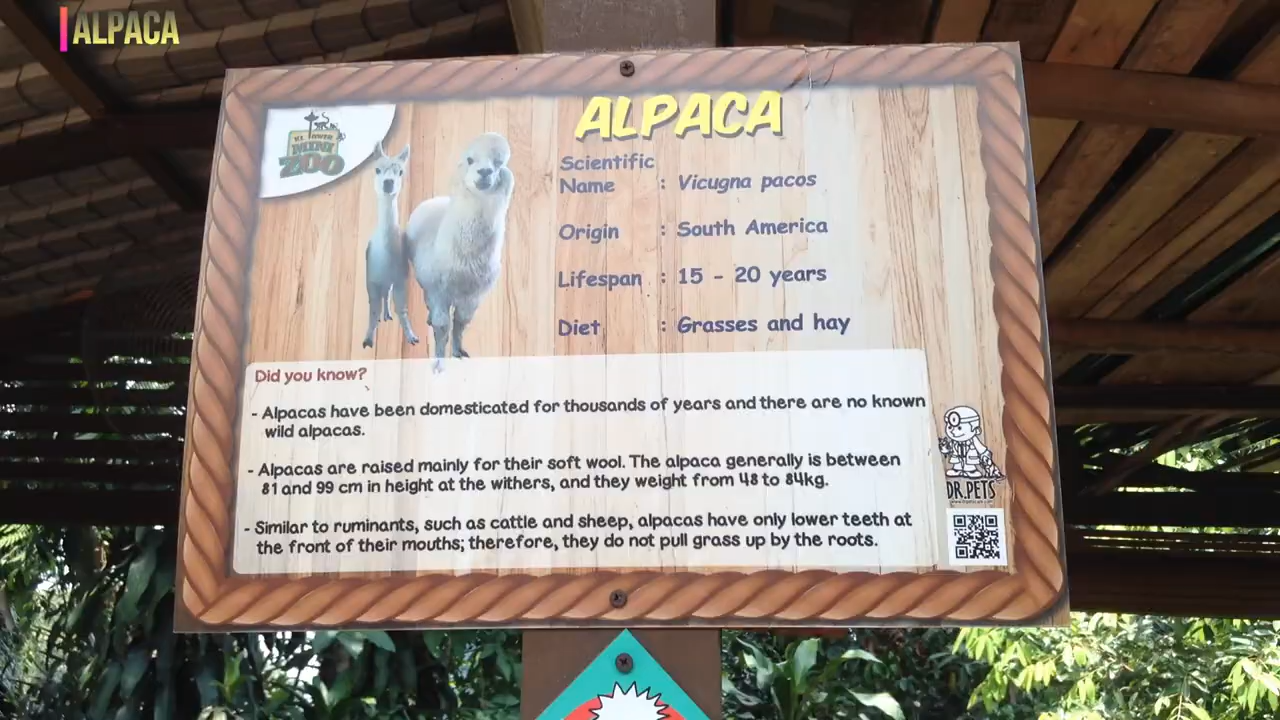 ALPACA
ALPACA
KL TOWER
MINI
ZOO
Scientific
Name : Vicugna pacos
Origin : South America
Lifespan : 15 - 20 years
Diet : Grasses and hay
Did you know?
- Alpacas have been domesticated for thousands of years and there are no known
wild alpacas.
- Alpacas are raised mainly for their soft wool. The alpaca generally is between
81 and 99 cm in height at the withers, and they weight from 48 to 84kg.
- Similar to ruminants, such as cattle and sheep, alpacas have only lower teeth at
the front of their mouths; therefore, they do not pull grass up by the roots.
DR.PETS